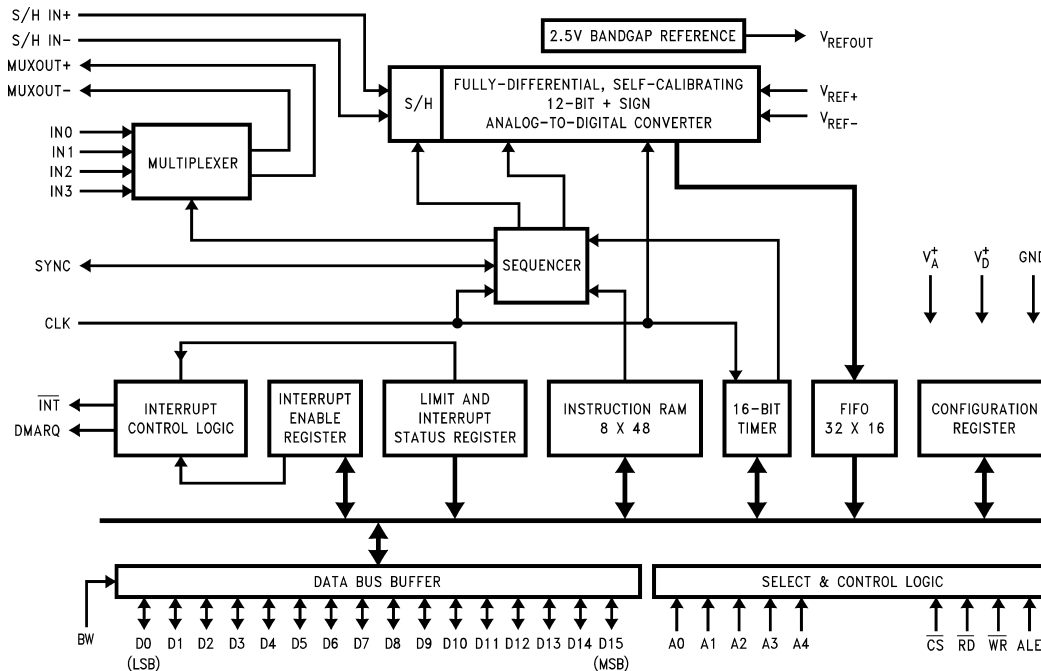 S/H IN+
S/H IN-
MUXOUT+
MUXOUT-
2.5V BANDGAP REFERENCE
VREFOUT
S/H
FULLY-DIFFERENTIAL, SELF-CALIBRATING
12-BIT + SIGN
ANALOG-TO-DIGITAL CONVERTER
VREF+
VREF-
IN0
IN1
IN2
IN3
MULTIPLEXER
SEQUENCER
SYNC
CLK
VA+
VD+
GND
INT
DMARQ
INTERRUPT
CONTROL LOGIC
INTERRUPT
ENABLE
REGISTER
LIMIT AND
INTERRUPT
STATUS REGISTER
INSTRUCTION RAM
8 X 48
16-BIT
TIMER
FIFO
32 X 16
CONFIGURATION
REGISTER
DATA BUS BUFFER
SELECT & CONTROL LOGIC
BW
D0 D1 D2 D3 D4 D5 D6 D7 D8 D9 D10 D11 D12 D13 D14 D15
(LSB) (MSB)
A0 A1 A2 A3 A4
CS RD WR ALE